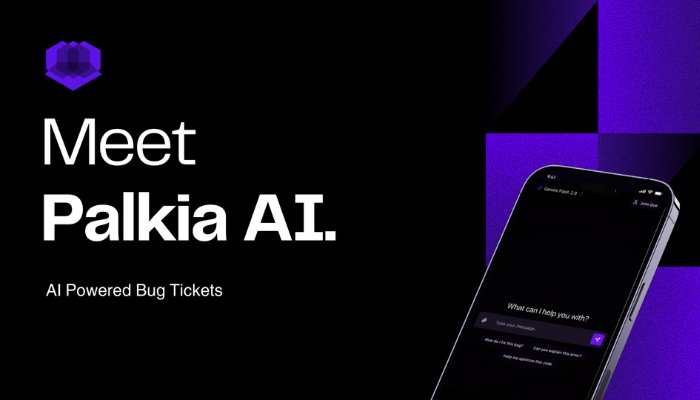 Meet
Palkia AI.
AI Powered Bug Tickets
9:41
Gemini Flash 2.0
John Doe
What can I help you with?
Type your message...
How do I fix this bug?
Can you explain this error?
Help me optimize this code